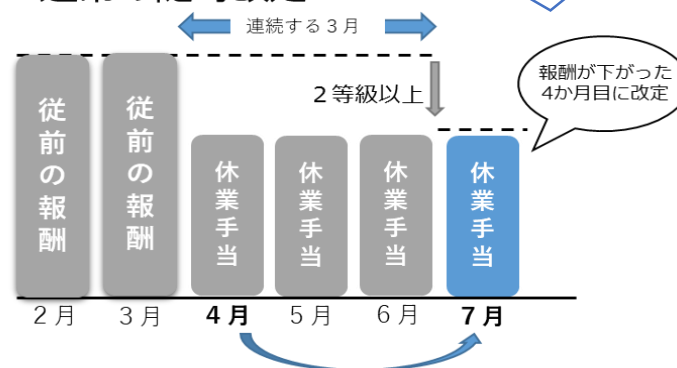 連続する３月
２等級以上
報酬が下がった
4か月目に改定
従前の報酬
従前の報酬
休業手当
休業手当
休業手当
休業手当
２月
３月
４月
５月
６月
７月